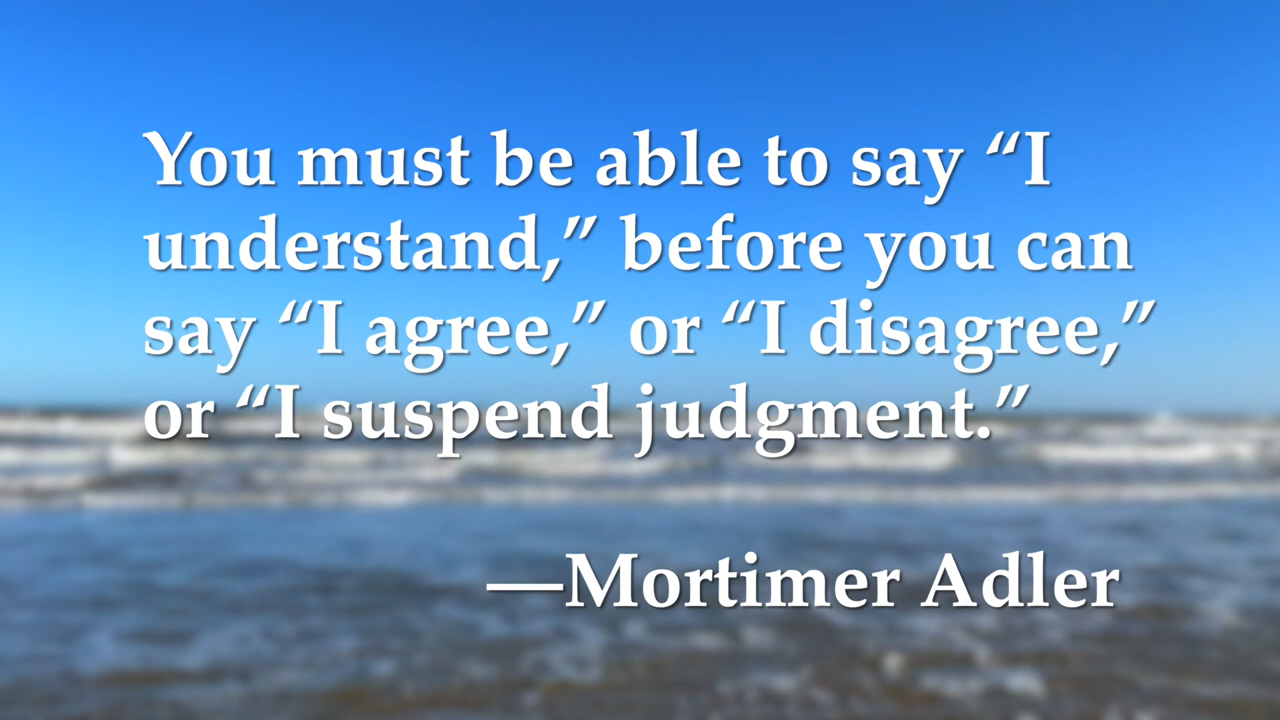 You must be able to say “I
understand,” before you can
say “I agree,” or “I disagree,”
or “I suspend judgment.”
—Mortimer Adler